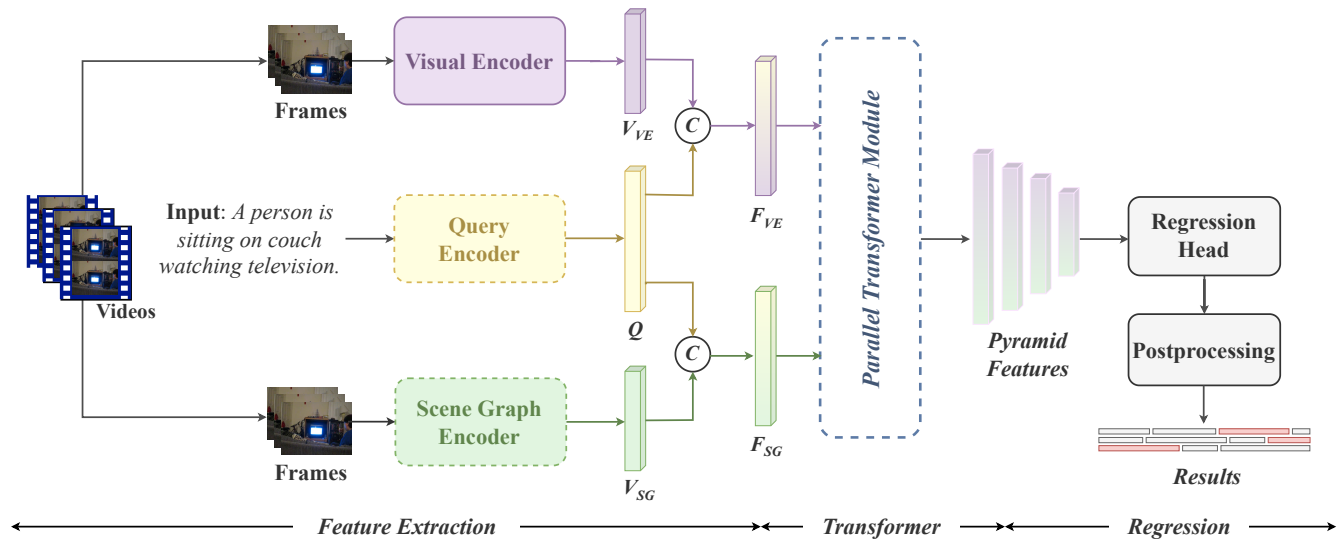 Frames
Visual Encoder
V_VE
C
F_VE
Videos
Input: A person is
sitting on couch
watching television.
Query
Encoder
Q
Parallel Transformer Module
Pyramid
Features
Regression
Head
Postprocessing
Results
Frames
Scene Graph
Encoder
V_SG
C
F_SG
Feature Extraction
Transformer
Regression